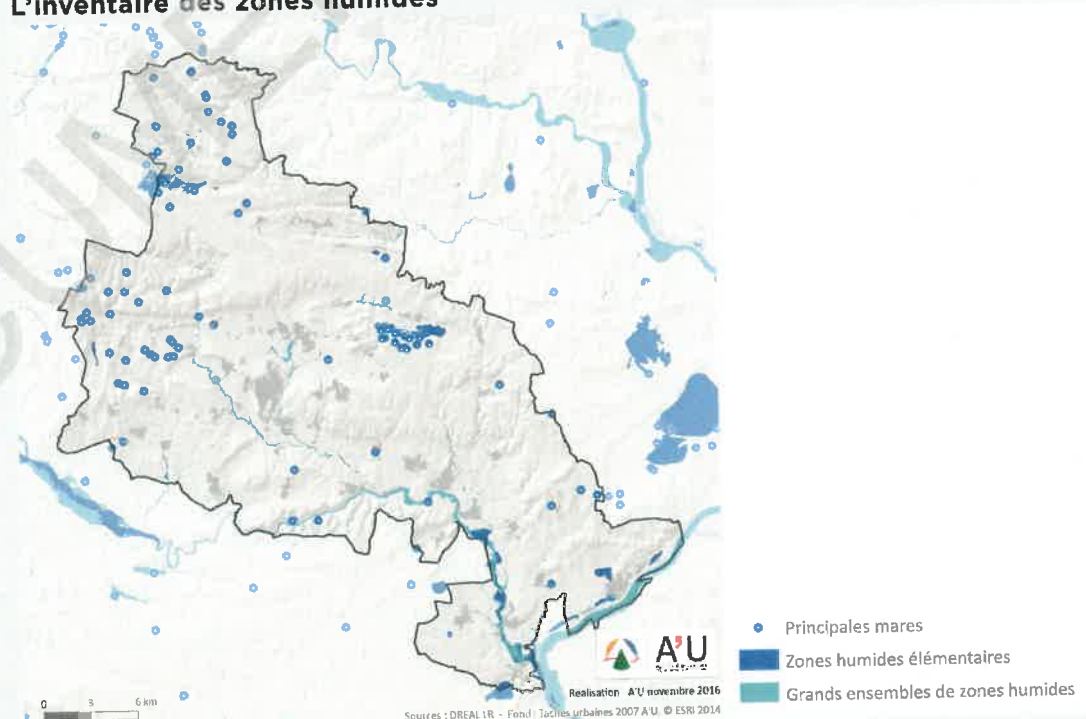 L'inventaire des zones humides
Principales mares
Zones humides élémentaires
Grands ensembles de zones humides
A'U
Realisation A'U novembre 2016
Sources : DREAL LR - Fond : Taches urbaines 2007 A'U, © ESRI 2014
0 3 6 km